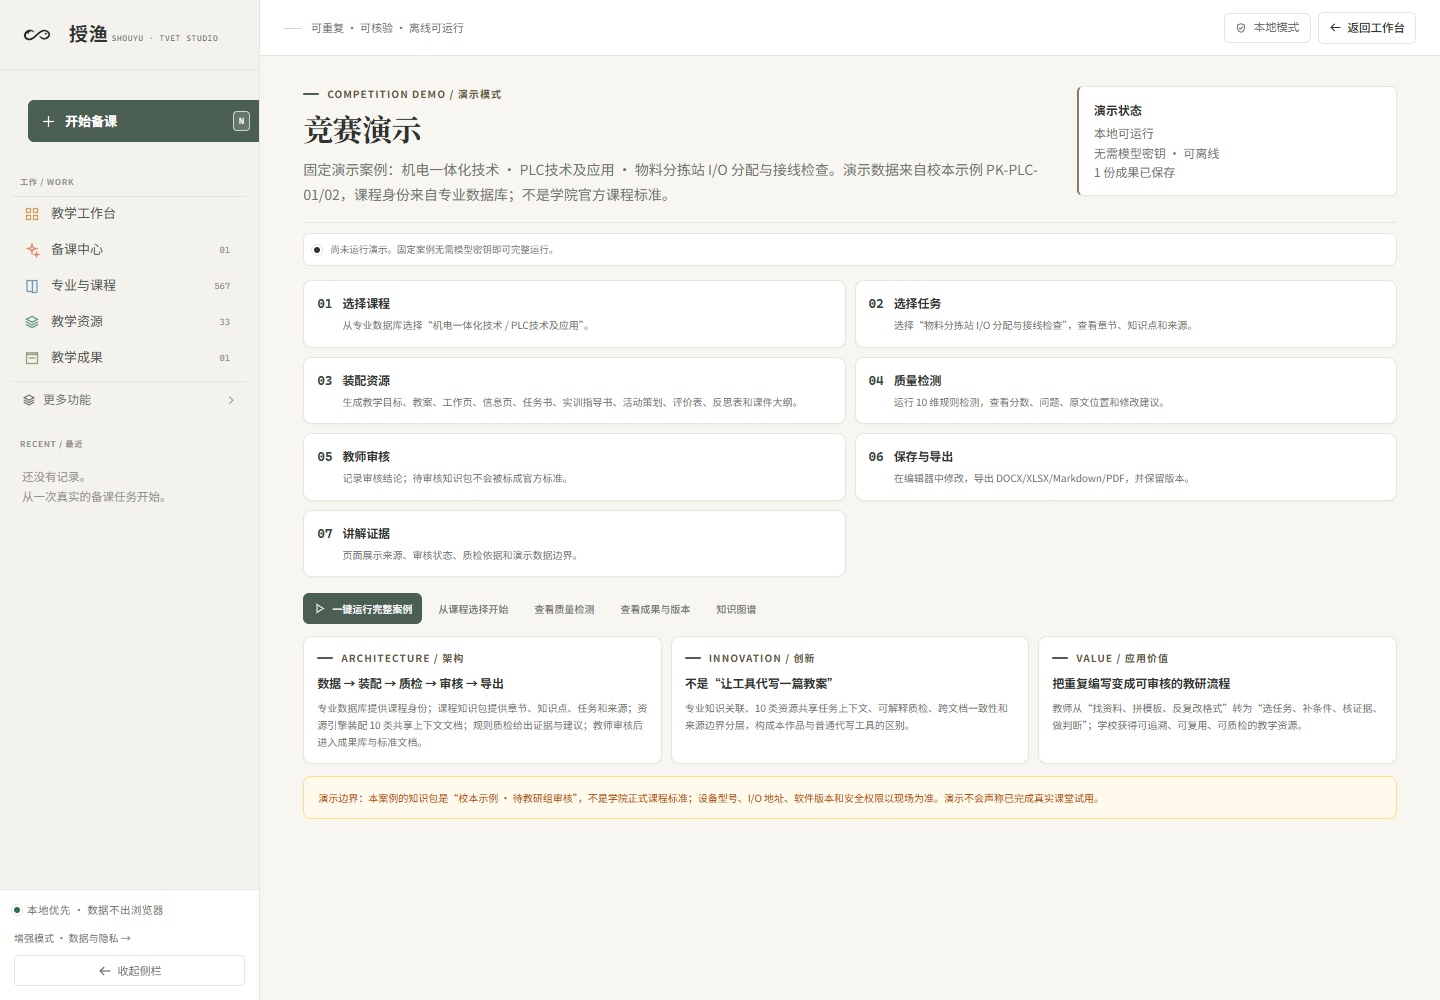 授渔 SHOUYU · TVET STUDIO
开始备课 N
工作 / WORK
教学工作台
备课中心 01
专业与课程 567
教学资源 33
教学成果 01
更多功能
RECENT / 最近
还没有记录。
从一次真实的备课任务开始。
本地优先 · 数据不出浏览器
增强模式 · 数据与隐私 →
收起侧栏
可重复 · 可核验 · 离线可运行
本地模式
返回工作台
COMPETITION DEMO / 演示模式
竞赛演示
固定演示案例：机电一体化技术 · PLC技术及应用 · 物料分拣站 I/O 分配与接线检查。演示数据来自校本示例 PK-PLC-
01/02，课程身份来自专业数据库；不是学院官方课程标准。
演示状态
本地可运行
无需模型密钥 · 可离线
1 份成果已保存
尚未运行演示。固定案例无需模型密钥即可完整运行。
01 选择课程
从专业数据库选择“机电一体化技术 / PLC技术及应用”。
02 选择任务
选择“物料分拣站 I/O 分配与接线检查”，查看章节、知识点和来源。
03 装配资源
生成教学目标、教案、工作页、信息页、任务书、实训指导书、活动策划、评价表、反思表和课件大纲。
04 质量检测
运行 10 维规则检测，查看分数、问题、原文位置和修改建议。
05 教师审核
记录审核结论；待审核知识包不会被标成官方标准。
06 保存与导出
在编辑器中修改，导出 DOCX/XLSX/Markdown/PDF，并保留版本。
07 讲解证据
页面展示来源、审核状态、质检依据和演示数据边界。
一键运行完整案例
从课程选择开始
查看质量检测
查看成果与版本
知识图谱
ARCHITECTURE / 架构
数据 → 装配 → 质检 → 审核 → 导出
专业数据库提供课程身份；课程知识包提供章节、知识点、任务和来源；资
源引擎装配 10 类共享上下文文档；规则质检给出证据与建议；教师审核后
进入成果库与标准文档。
INNOVATION / 创新
不是“让工具代写一篇教案”
专业知识关联、10 类资源共享任务上下文、可解释质检、跨文档一致性和
来源边界分层，构成本作品与普通代写工具的区别。
VALUE / 应用价值
把重复编写变成可审核的教研流程
教师从“找资料、拼模板、反复改格式”转为“选任务、补条件、核证据、
做判断”；学校获得可追溯、可复用、可质检的教学资源。
演示边界：本案例的知识包是“校本示例 · 待教研组审核”，不是学院正式课程标准；设备型号、I/O 地址、软件版本和安全权限以现场为准。演示不会声称已完成真实课堂试用。